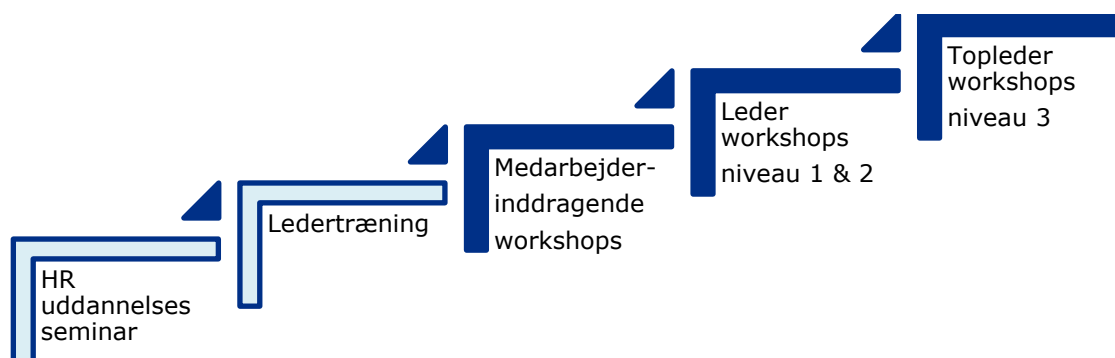 HR
uddannelses
seminar
Ledertræning
Medarbejder-
inddragende
workshops
Leder
workshops
niveau 1 & 2
Topleder
workshops
niveau 3